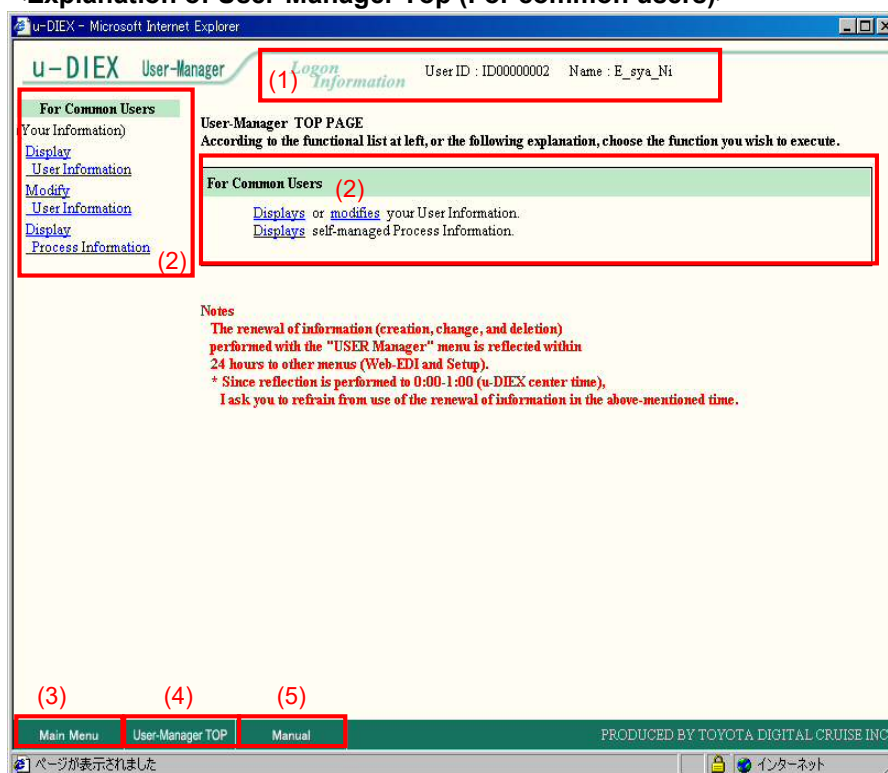 Explanation of User-Manager Top (For common users)
u-DIEX - Microsoft Internet Explorer
u-DIEX User-Manager
(1)
Logon
Information
User ID : ID00000002 Name : E_sya_Ni
For Common Users
(Your Information)
Display
User Information
Modify
User Information
Display
Process Information
(2)
User-Manager TOP PAGE
According to the functional list at left, or the following explanation, choose the function you wish to execute.
For Common Users
(2)
Displays or modifies your User Information.
Displays self-managed Process Information.
Notes
The renewal of information (creation, change, and deletion)
performed with the "USER Manager" menu is reflected within
24 hours to other menus (Web-EDI and Setup).
* Since reflection is performed to 0:00-1:00 (u-DIEX center time),
I ask you to refrain from use of the renewal of information in the above-mentioned time.
(3) (4) (5)
Main Menu User-Manager TOP Manual PRODUCED BY TOYOTA DIGITAL CRUISE INC
ページが表示されました インターネット